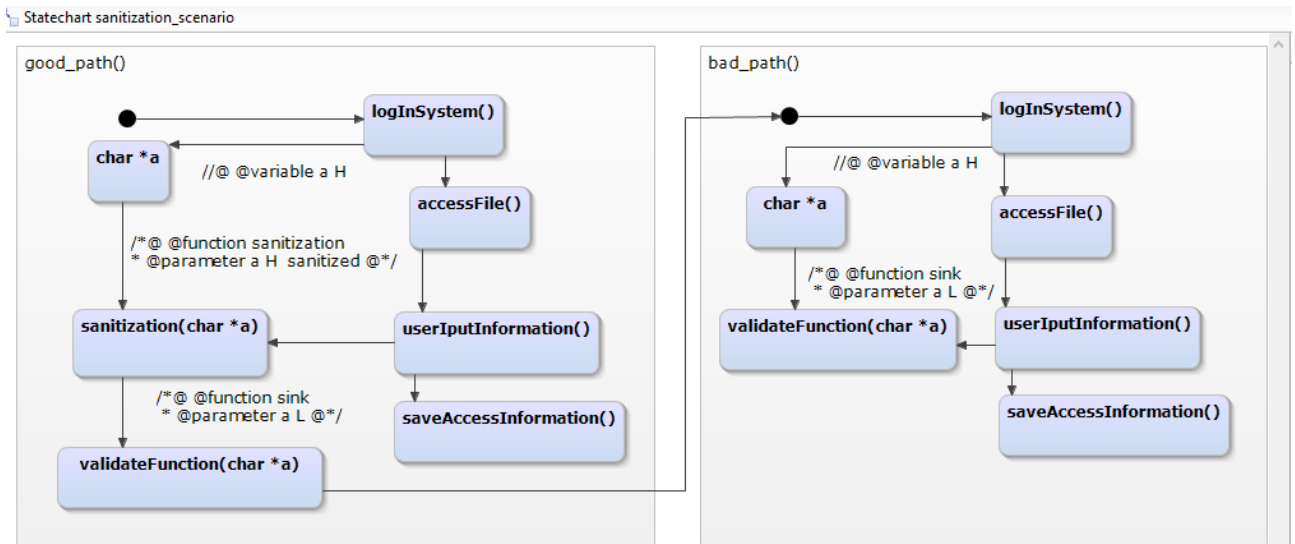 Statechart sanitization_scenario
good_path()
logInSystem()
char *a
//@ @variable a H
accessFile()
/*@ @function sanitization
* @parameter a H  sanitized @*/
sanitization(char *a)
userIputInformation()
/*@ @function sink
* @parameter a L @*/
saveAccessInformation()
validateFunction(char *a)
bad_path()
logInSystem()
//@ @variable a H
char *a
accessFile()
/*@ @function sink
* @parameter a L @*/
validateFunction(char *a)
userIputInformation()
saveAccessInformation()